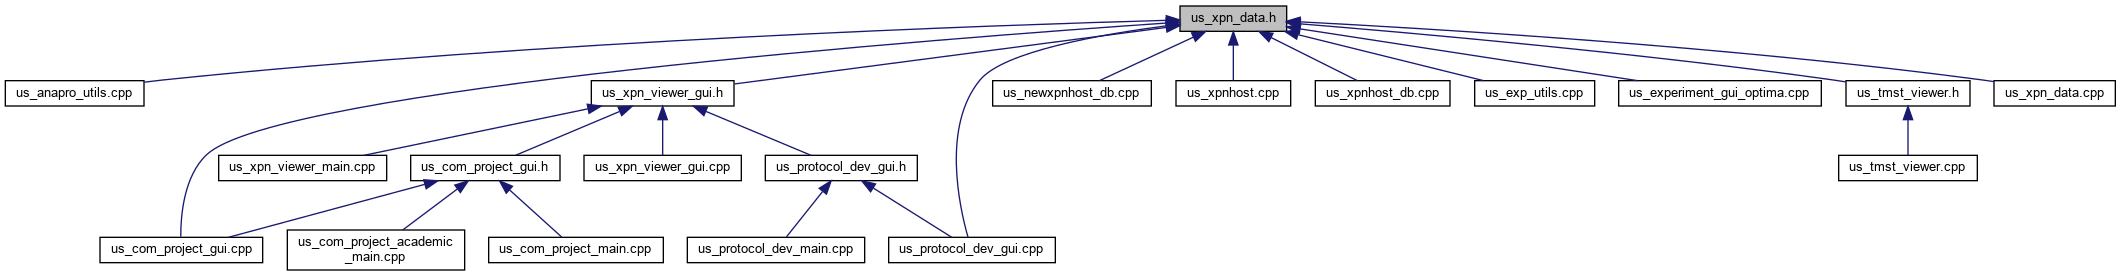 us_xpn_data.h
us_anapro_utils.cpp
us_xpn_viewer_gui.h
us_newxpnhost_db.cpp
us_xpnhost.cpp
us_xpnhost_db.cpp
us_exp_utils.cpp
us_experiment_gui_optima.cpp
us_tmst_viewer.h
us_xpn_data.cpp
us_xpn_viewer_main.cpp
us_com_project_gui.h
us_xpn_viewer_gui.cpp
us_protocol_dev_gui.h
us_tmst_viewer.cpp
us_com_project_gui.cpp
us_com_project_academic
_main.cpp
us_com_project_main.cpp
us_protocol_dev_main.cpp
us_protocol_dev_gui.cpp